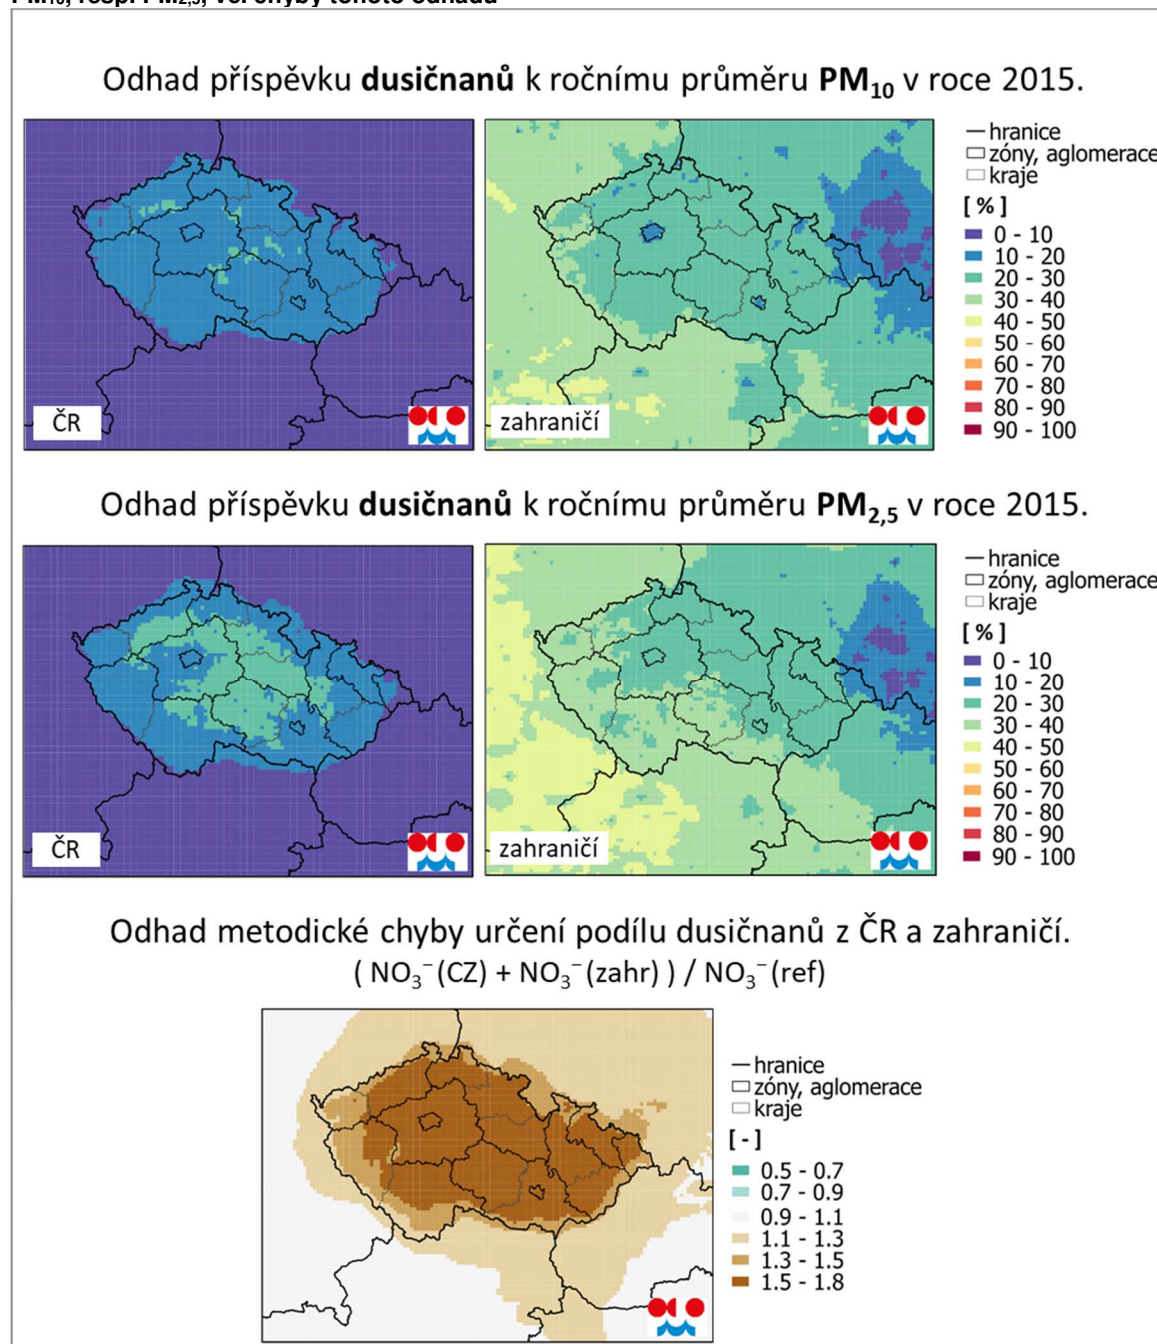 Odhad příspěvku dusičnanů k ročnímu průměru PM₁₀ v roce 2015.
hranice
zóny, aglomerace
kraje
[ % ]
0 - 10
10 - 20
20 - 30
30 - 40
40 - 50
50 - 60
60 - 70
70 - 80
80 - 90
90 - 100
ČR
zahraničí
Odhad příspěvku dusičnanů k ročnímu průměru PM₂,₅ v roce 2015.
hranice
zóny, aglomerace
kraje
[ % ]
0 - 10
10 - 20
20 - 30
30 - 40
40 - 50
50 - 60
60 - 70
70 - 80
80 - 90
90 - 100
ČR
zahraničí
Odhad metodické chyby určení podílu dusičnanů z ČR a zahraničí.
( NO₃⁻ (CZ) + NO₃⁻ (zahr) ) / NO₃⁻ (ref)
hranice
zóny, aglomerace
kraje
[ - ]
0.5 - 0.7
0.7 - 0.9
0.9 - 1.1
1.1 - 1.3
1.3 - 1.5
1.5 - 1.8